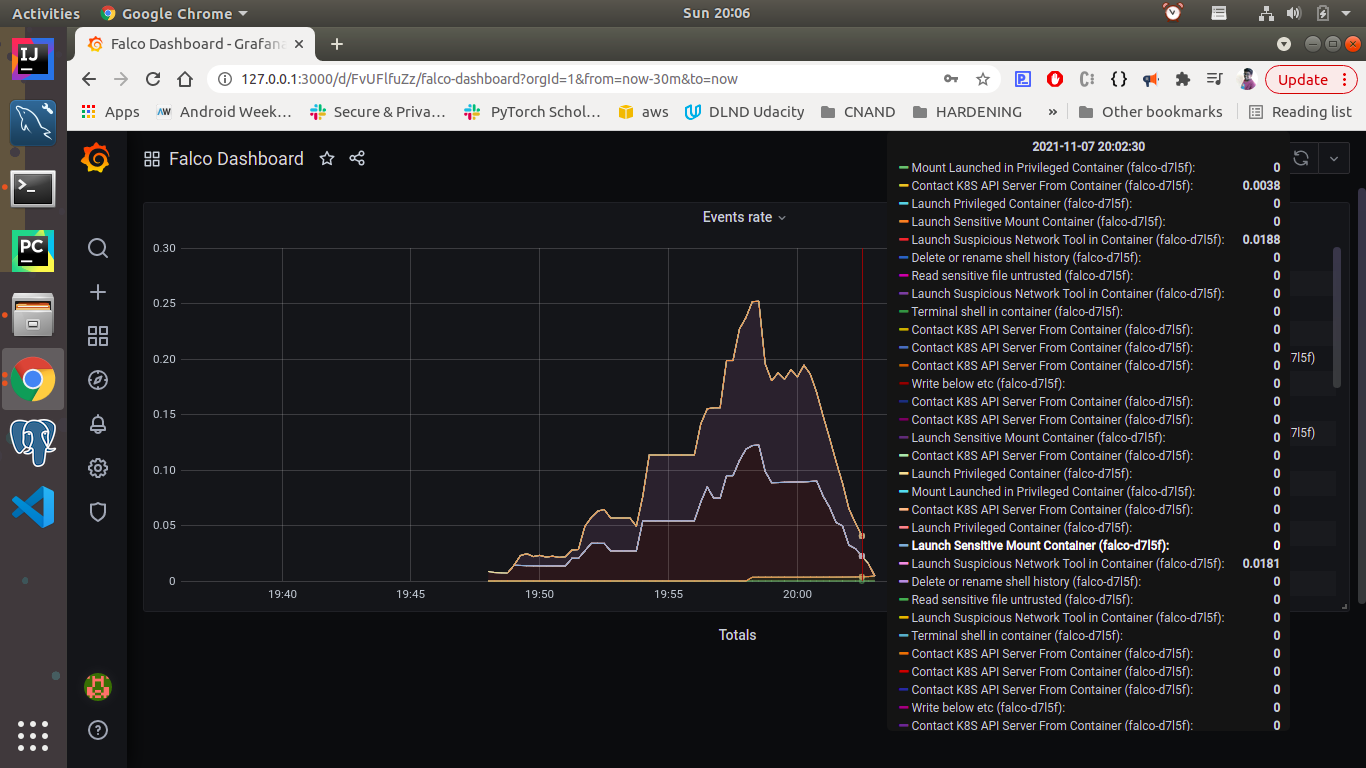 Activities Google Chrome Sun 20:06
Falco Dashboard - Grafana
127.0.0.1:3000/d/FvUFlfuZz/falco-dashboard?orgId=1&from=now-30m&to=now Update
Apps Android Week… Secure & Priva… PyTorch Schol… aws DLND Udacity CNAND HARDENING » Other bookmarks Reading list
Falco Dashboard
Events rate
0.30
0.25
0.20
0.15
0.10
0.05
0
19:40 19:45 19:50 19:55 20:00
Totals
2021-11-07 20:02:30
Mount Launched in Privileged Container (falco-d7l5f): 0
Contact K8S API Server From Container (falco-d7l5f): 0.0038
Launch Privileged Container (falco-d7l5f): 0
Launch Sensitive Mount Container (falco-d7l5f): 0
Launch Suspicious Network Tool in Container (falco-d7l5f): 0.0188
Delete or rename shell history (falco-d7l5f): 0
Read sensitive file untrusted (falco-d7l5f): 0
Launch Suspicious Network Tool in Container (falco-d7l5f): 0
Terminal shell in container (falco-d7l5f): 0
Contact K8S API Server From Container (falco-d7l5f): 0
Contact K8S API Server From Container (falco-d7l5f): 0
Contact K8S API Server From Container (falco-d7l5f): 0
Write below etc (falco-d7l5f): 0
Contact K8S API Server From Container (falco-d7l5f): 0
Contact K8S API Server From Container (falco-d7l5f): 0
Launch Sensitive Mount Container (falco-d7l5f): 0
Contact K8S API Server From Container (falco-d7l5f): 0
Launch Privileged Container (falco-d7l5f): 0
Mount Launched in Privileged Container (falco-d7l5f): 0
Contact K8S API Server From Container (falco-d7l5f): 0
Launch Privileged Container (falco-d7l5f): 0
Launch Sensitive Mount Container (falco-d7l5f): 0
Launch Suspicious Network Tool in Container (falco-d7l5f): 0.0181
Delete or rename shell history (falco-d7l5f): 0
Read sensitive file untrusted (falco-d7l5f): 0
Launch Suspicious Network Tool in Container (falco-d7l5f): 0
Terminal shell in container (falco-d7l5f): 0
Contact K8S API Server From Container (falco-d7l5f): 0
Contact K8S API Server From Container (falco-d7l5f): 0
Contact K8S API Server From Container (falco-d7l5f): 0
Write below etc (falco-d7l5f): 0
Contact K8S API Server From Container (falco-d7l5f): 0
7l5f)
7l5f)
IJ
PC